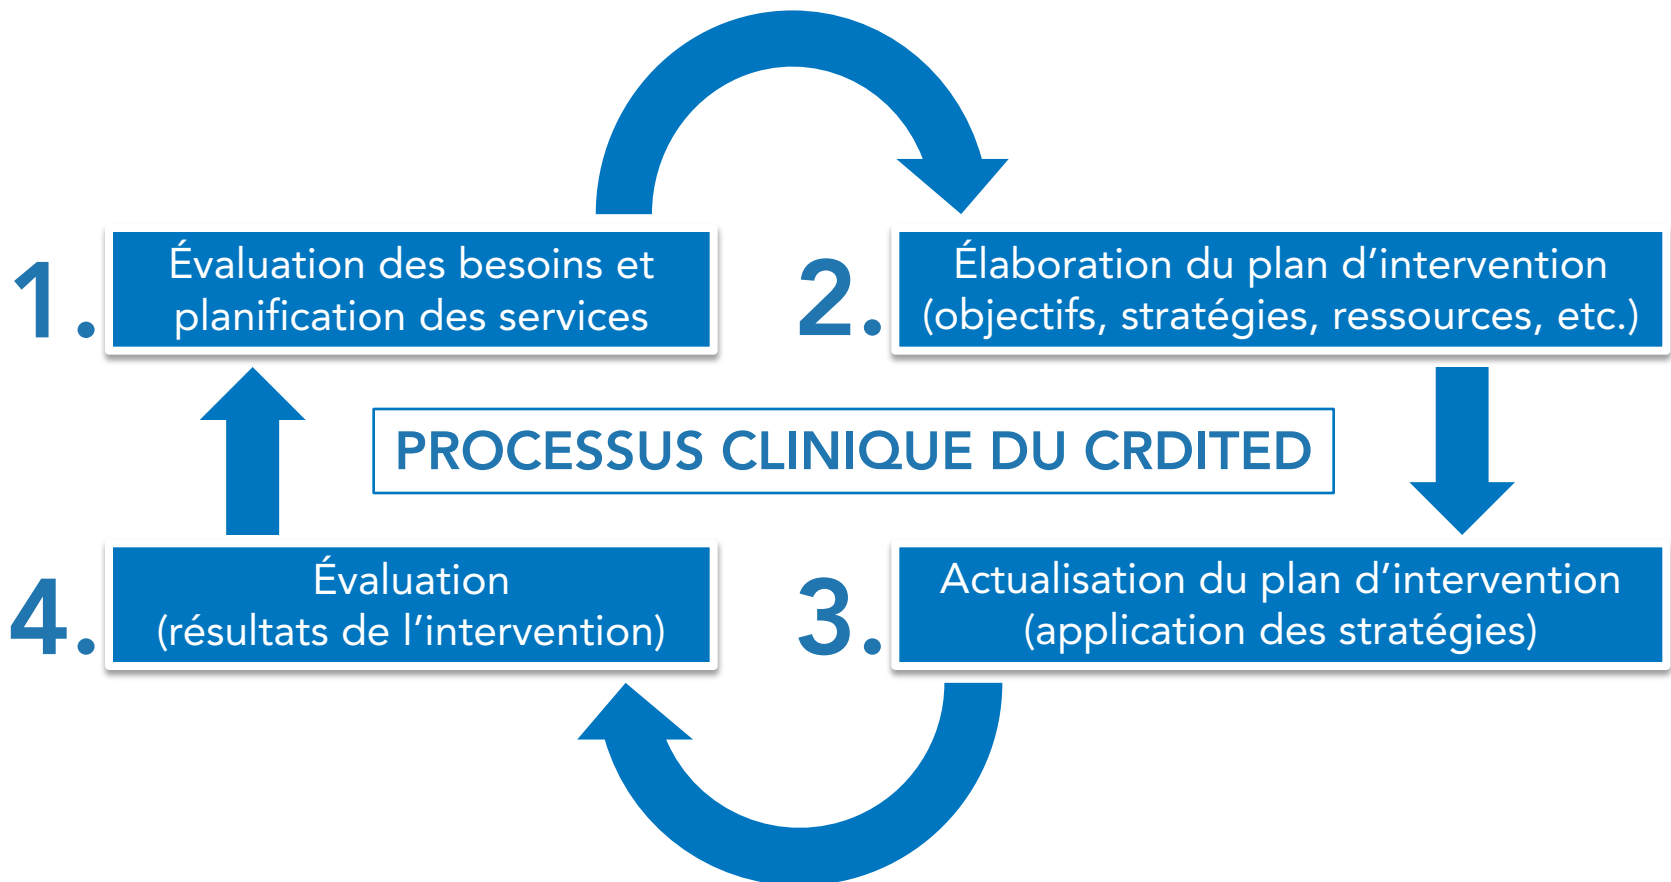 1.
Évaluation des besoins et
planification des services
2.
Élaboration du plan d’intervention
(objectifs, stratégies, ressources, etc.)
PROCESSUS CLINIQUE DU CRDITED
4.
Évaluation
(résultats de l’intervention)
3.
Actualisation du plan d’intervention
(application des stratégies)